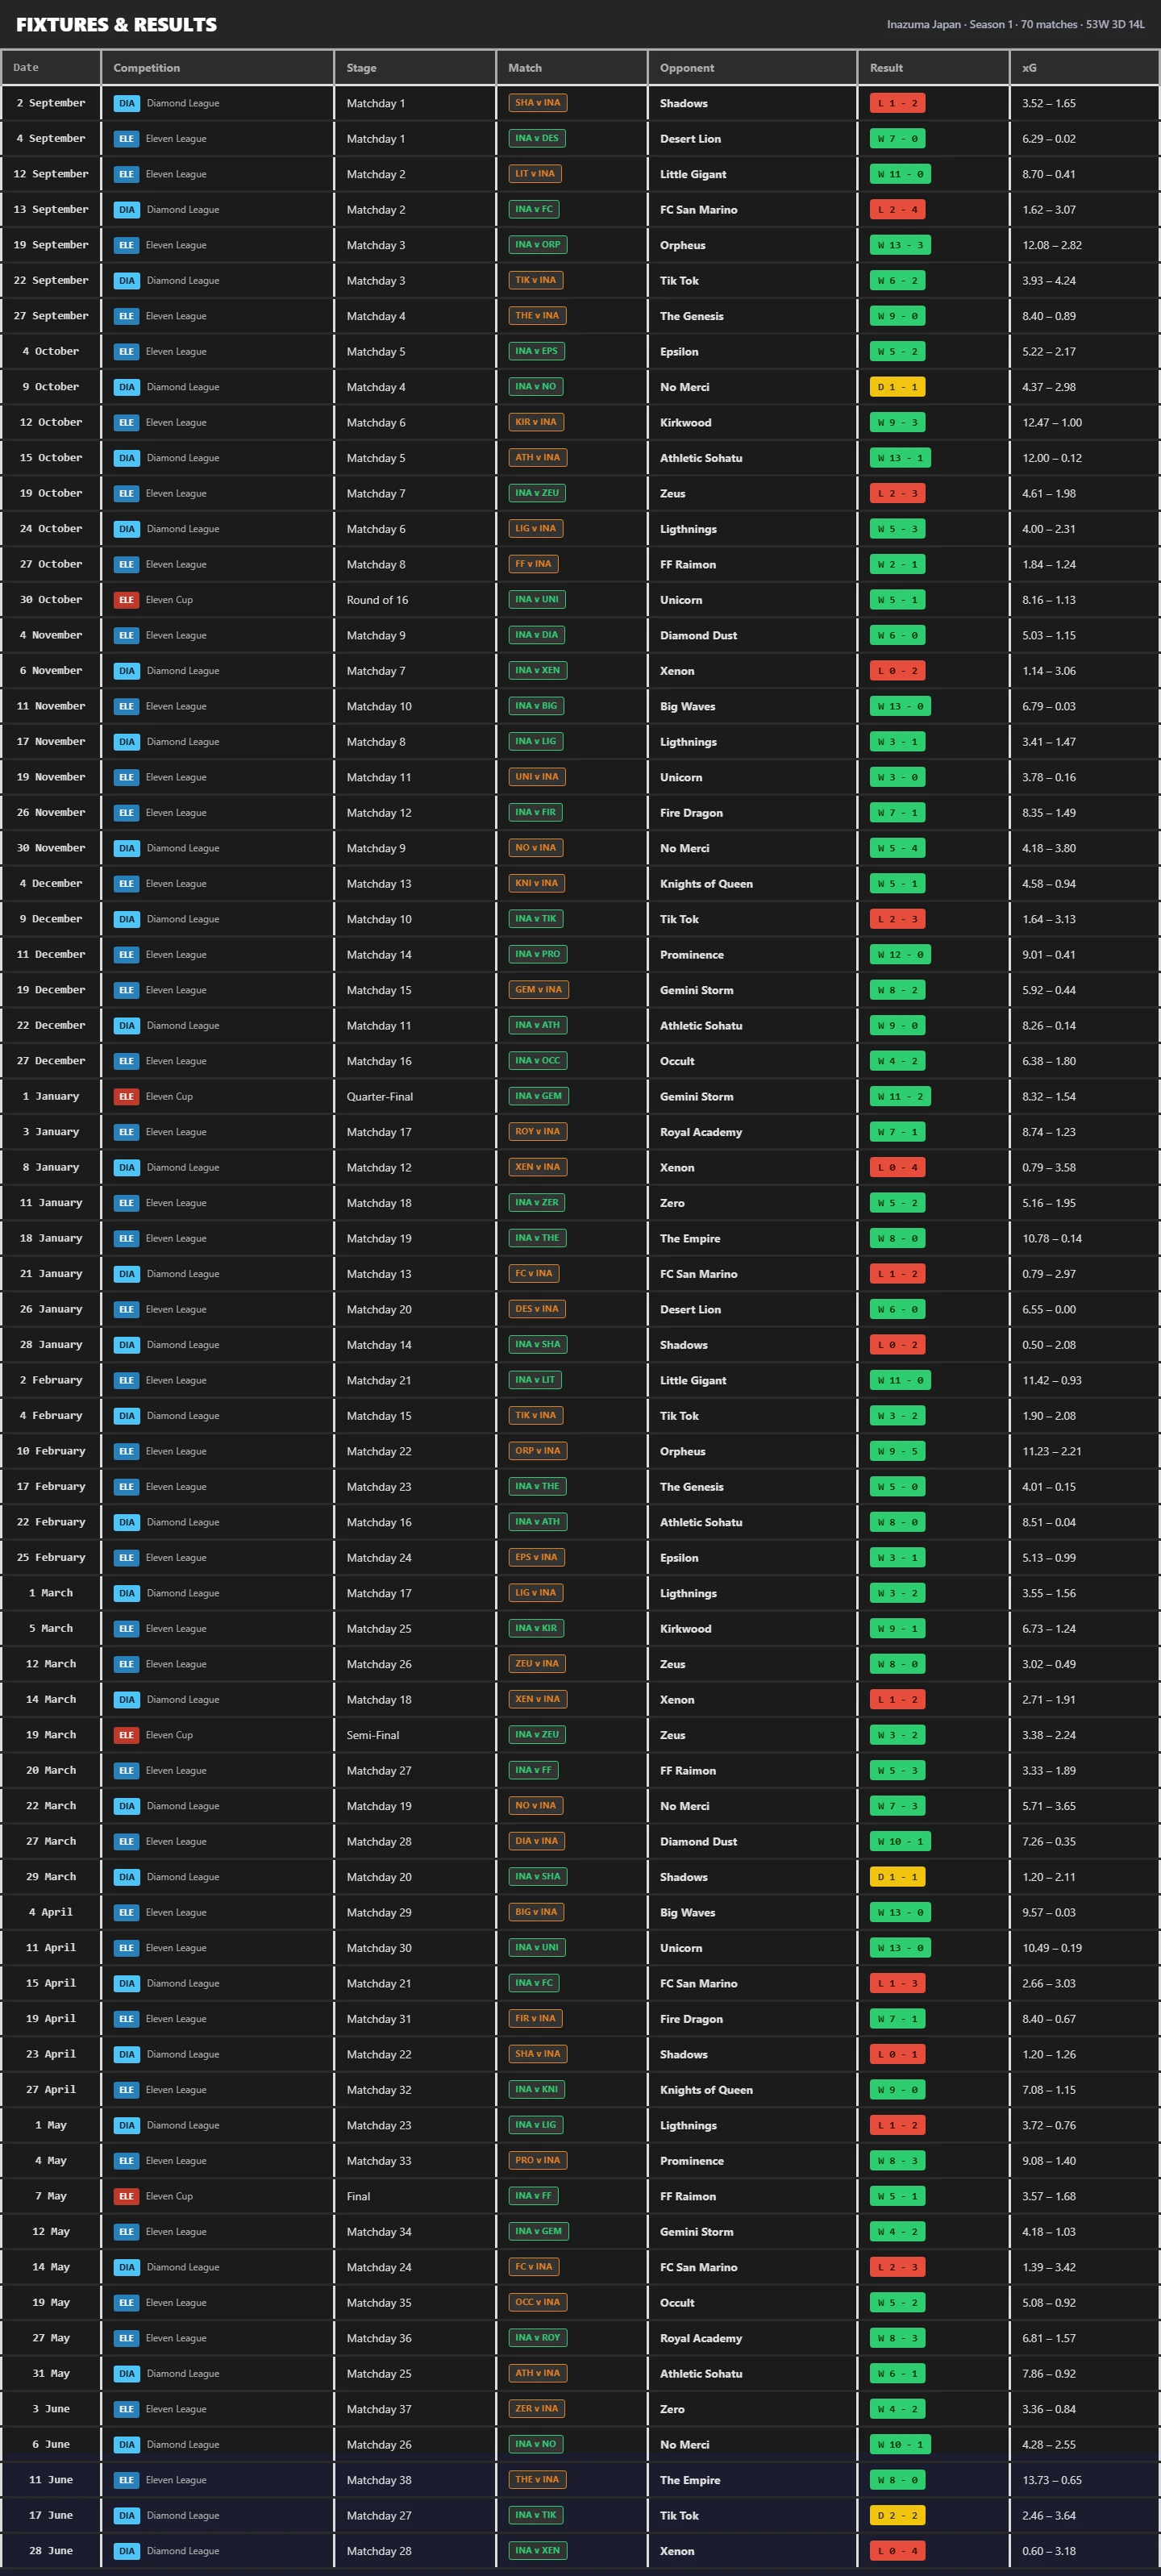 FIXTURES & RESULTS Inazuma Japan · Season 1 · 70 matches · 53W 3D 14L
Date Competition Stage Match Opponent Result xG
2 September DIA Diamond League Matchday 1 SHA v INA Shadows L 1 - 2 3.52 – 1.65
4 September ELE Eleven League Matchday 1 INA v DES Desert Lion W 7 - 0 6.29 – 0.02
12 September ELE Eleven League Matchday 2 LIT v INA Little Gigant W 11 - 0 8.70 – 0.41
13 September DIA Diamond League Matchday 2 INA v FC FC San Marino L 2 - 4 1.62 – 3.07
19 September ELE Eleven League Matchday 3 INA v ORP Orpheus W 13 - 3 12.08 – 2.82
22 September DIA Diamond League Matchday 3 TIK v INA Tik Tok W 6 - 2 3.93 – 4.24
27 September ELE Eleven League Matchday 4 THE v INA The Genesis W 9 - 0 8.40 – 0.89
4 October ELE Eleven League Matchday 5 INA v EPS Epsilon W 5 - 2 5.22 – 2.17
9 October DIA Diamond League Matchday 4 INA v NO No Merci D 1 - 1 4.37 – 2.98
12 October ELE Eleven League Matchday 6 KIR v INA Kirkwood W 9 - 3 12.47 – 1.00
15 October DIA Diamond League Matchday 5 ATH v INA Athletic Sohatu W 13 - 1 12.00 – 0.12
19 October ELE Eleven League Matchday 7 INA v ZEU Zeus L 2 - 3 4.61 – 1.98
24 October DIA Diamond League Matchday 6 LIG v INA Ligthnings W 5 - 3 4.00 – 2.31
27 October ELE Eleven League Matchday 8 FF v INA FF Raimon W 2 - 1 1.84 – 1.24
30 October ELE Eleven Cup Round of 16 INA v UNI Unicorn W 5 - 1 8.16 – 1.13
4 November ELE Eleven League Matchday 9 INA v DIA Diamond Dust W 6 - 0 5.03 – 1.15
6 November DIA Diamond League Matchday 7 INA v XEN Xenon L 0 - 2 1.14 – 3.06
11 November ELE Eleven League Matchday 10 INA v BIG Big Waves W 13 - 0 6.79 – 0.03
17 November DIA Diamond League Matchday 8 INA v LIG Ligthnings W 3 - 1 3.41 – 1.47
19 November ELE Eleven League Matchday 11 UNI v INA Unicorn W 3 - 0 3.78 – 0.16
26 November ELE Eleven League Matchday 12 INA v FIR Fire Dragon W 7 - 1 8.35 – 1.49
30 November DIA Diamond League Matchday 9 NO v INA No Merci W 5 - 4 4.18 – 3.80
4 December ELE Eleven League Matchday 13 KNI v INA Knights of Queen W 5 - 1 4.58 – 0.94
9 December DIA Diamond League Matchday 10 INA v TIK Tik Tok L 2 - 3 1.64 – 3.13
11 December ELE Eleven League Matchday 14 INA v PRO Prominence W 12 - 0 9.01 – 0.41
19 December ELE Eleven League Matchday 15 GEM v INA Gemini Storm W 8 - 2 5.92 – 0.44
22 December DIA Diamond League Matchday 11 INA v ATH Athletic Sohatu W 9 - 0 8.26 – 0.14
27 December ELE Eleven League Matchday 16 INA v OCC Occult W 4 - 2 6.38 – 1.80
1 January ELE Eleven Cup Quarter-Final INA v GEM Gemini Storm W 11 - 2 8.32 – 1.54
3 January ELE Eleven League Matchday 17 ROY v INA Royal Academy W 7 - 1 8.74 – 1.23
8 January DIA Diamond League Matchday 12 XEN v INA Xenon L 0 - 4 0.79 – 3.58
11 January ELE Eleven League Matchday 18 INA v ZER Zero W 5 - 2 5.16 – 1.95
18 January ELE Eleven League Matchday 19 INA v THE The Empire W 8 - 0 10.78 – 0.14
21 January DIA Diamond League Matchday 13 FC v INA FC San Marino L 1 - 2 0.79 – 2.97
26 January ELE Eleven League Matchday 20 DES v INA Desert Lion W 6 - 0 6.55 – 0.00
28 January DIA Diamond League Matchday 14 INA v SHA Shadows L 0 - 2 0.50 – 2.08
2 February ELE Eleven League Matchday 21 INA v LIT Little Gigant W 11 - 0 11.42 – 0.93
4 February DIA Diamond League Matchday 15 TIK v INA Tik Tok W 3 - 2 1.90 – 2.08
10 February ELE Eleven League Matchday 22 ORP v INA Orpheus W 9 - 5 11.23 – 2.21
17 February ELE Eleven League Matchday 23 INA v THE The Genesis W 5 - 0 4.01 – 0.15
22 February DIA Diamond League Matchday 16 INA v ATH Athletic Sohatu W 8 - 0 8.51 – 0.04
25 February ELE Eleven League Matchday 24 EPS v INA Epsilon W 3 - 1 5.13 – 0.99
1 March DIA Diamond League Matchday 17 LIG v INA Ligthnings W 3 - 2 3.55 – 1.56
5 March ELE Eleven League Matchday 25 INA v KIR Kirkwood W 9 - 1 6.73 – 1.24
12 March ELE Eleven League Matchday 26 ZEU v INA Zeus W 8 - 0 3.02 – 0.49
14 March DIA Diamond League Matchday 18 XEN v INA Xenon L 1 - 2 2.71 – 1.91
19 March ELE Eleven Cup Semi-Final INA v ZEU Zeus W 3 - 2 3.38 – 2.24
20 March ELE Eleven League Matchday 27 INA v FF FF Raimon W 5 - 3 3.33 – 1.89
22 March DIA Diamond League Matchday 19 NO v INA No Merci W 7 - 3 5.71 – 3.65
27 March ELE Eleven League Matchday 28 DIA v INA Diamond Dust W 10 - 1 7.26 – 0.35
29 March DIA Diamond League Matchday 20 INA v SHA Shadows D 1 - 1 1.20 – 2.11
4 April ELE Eleven League Matchday 29 BIG v INA Big Waves W 13 - 0 9.57 – 0.03
11 April ELE Eleven League Matchday 30 INA v UNI Unicorn W 13 - 0 10.49 – 0.19
15 April DIA Diamond League Matchday 21 INA v FC FC San Marino L 1 - 3 2.66 – 3.03
19 April ELE Eleven League Matchday 31 FIR v INA Fire Dragon W 7 - 1 8.40 – 0.67
23 April DIA Diamond League Matchday 22 SHA v INA Shadows L 0 - 1 1.20 – 1.26
27 April ELE Eleven League Matchday 32 INA v KNI Knights of Queen W 9 - 0 7.08 – 1.15
1 May DIA Diamond League Matchday 23 INA v LIG Ligthnings L 1 - 2 3.72 – 0.76
4 May ELE Eleven League Matchday 33 PRO v INA Prominence W 8 - 3 9.08 – 1.40
7 May ELE Eleven Cup Final INA v FF FF Raimon W 5 - 1 3.57 – 1.68
12 May ELE Eleven League Matchday 34 INA v GEM Gemini Storm W 4 - 2 4.18 – 1.03
14 May DIA Diamond League Matchday 24 FC v INA FC San Marino L 2 - 3 1.39 – 3.42
19 May ELE Eleven League Matchday 35 OCC v INA Occult W 5 - 2 5.08 – 0.92
27 May ELE Eleven League Matchday 36 INA v ROY Royal Academy W 8 - 3 6.81 – 1.57
31 May DIA Diamond League Matchday 25 ATH v INA Athletic Sohatu W 6 - 1 7.86 – 0.92
3 June ELE Eleven League Matchday 37 ZER v INA Zero W 4 - 2 3.36 – 0.84
6 June DIA Diamond League Matchday 26 INA v NO No Merci W 10 - 1 4.28 – 2.55
11 June ELE Eleven League Matchday 38 THE v INA The Empire W 8 - 0 13.73 – 0.65
17 June DIA Diamond League Matchday 27 INA v TIK Tik Tok D 2 - 2 2.46 – 3.64
28 June DIA Diamond League Matchday 28 INA v XEN Xenon L 0 - 4 0.60 – 3.18